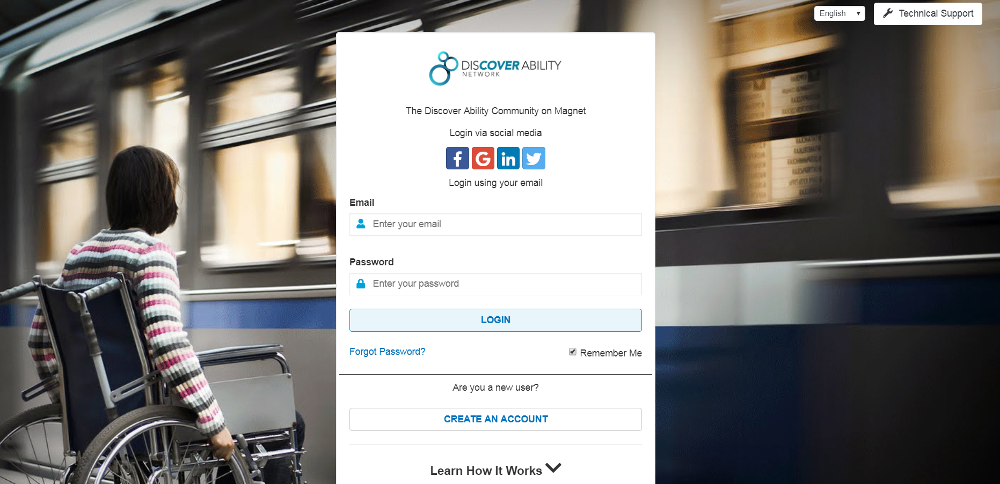 English
Technical Support
DISCOVER ABILITY
NETWORK
The Discover Ability Community on Magnet
Login via social media
Login using your email
Email
Enter your email
Password
Enter your password
LOGIN
Forgot Password?
Remember Me
Are you a new user?
CREATE AN ACCOUNT
Learn How It Works